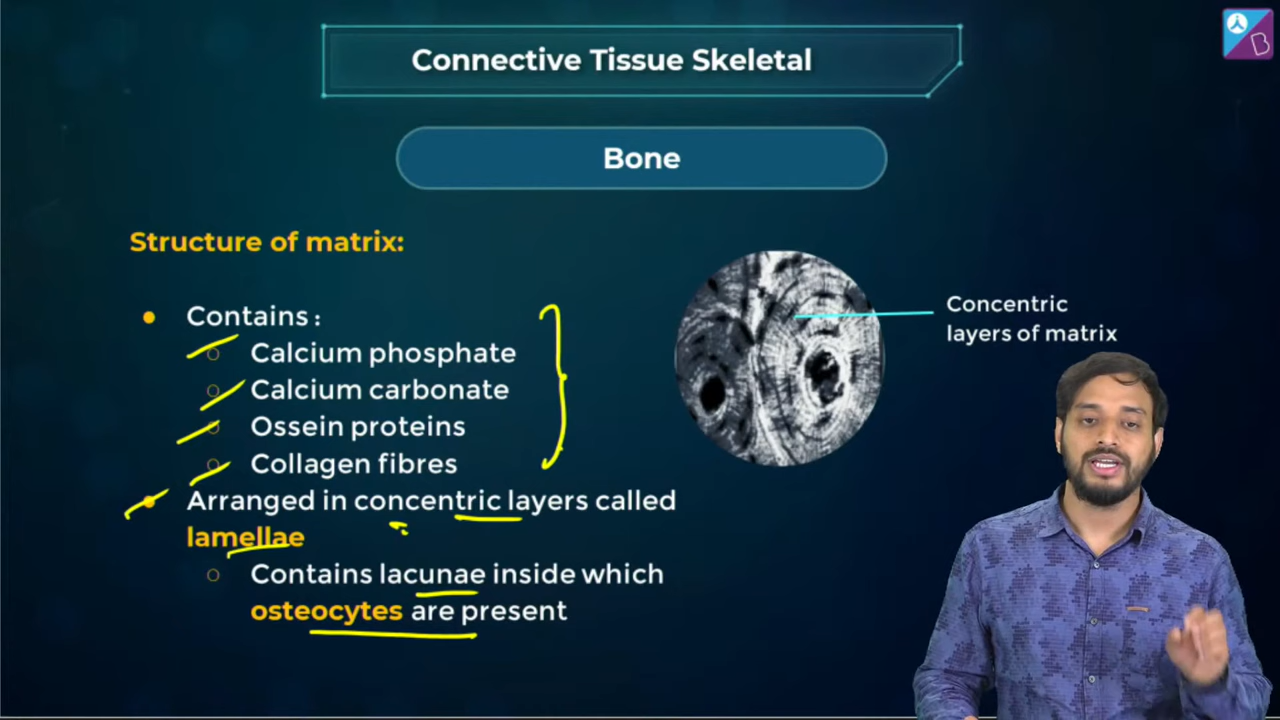 Connective Tissue Skeletal
Bone
Structure of matrix:
Contains :
Calcium phosphate
Calcium carbonate
Ossein proteins
Collagen fibres
Arranged in concentric layers called
lamellae
Contains lacunae inside which
osteocytes are present
Concentric
layers of matrix
B